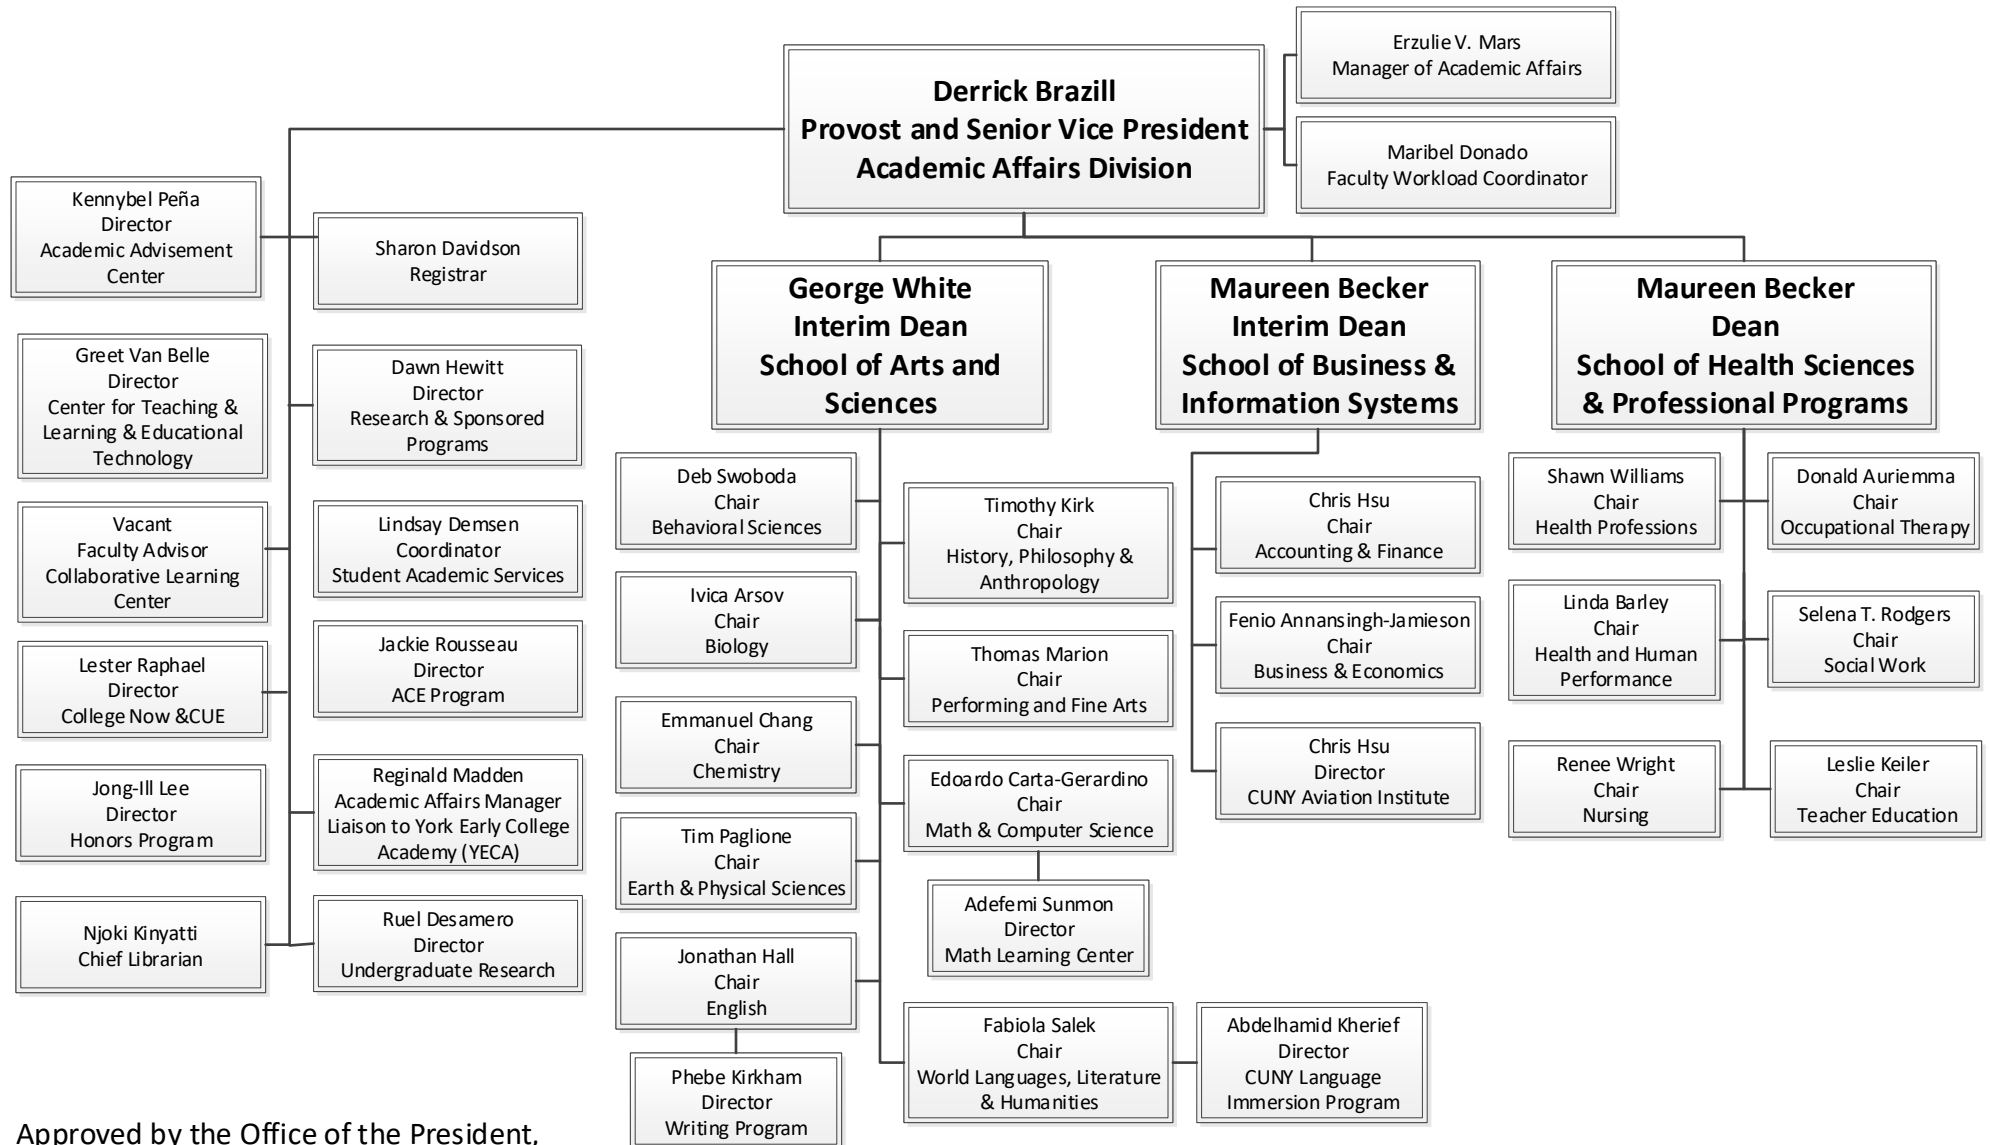 Erzulie V. Mars
Manager of Academic Affairs
Derrick Brazill
Provost and Senior Vice President
Academic Affairs Division
Maribel Donado
Faculty Workload Coordinator
Kennybel Peña
Director
Academic Advisement
Center
Sharon Davidson
Registrar
Greet Van Belle
Director
Center for Teaching &
Learning & Educational
Technology
Dawn Hewitt
Director
Research & Sponsored
Programs
Vacant
Faculty Advisor
Collaborative Learning
Center
Lindsay Demsen
Coordinator
Student Academic Services
Lester Raphael
Director
College Now &CUE
Jackie Rousseau
Director
ACE Program
Jong-Ill Lee
Director
Honors Program
Reginald Madden
Academic Affairs Manager
Liaison to York Early College
Academy (YECA)
Njoki Kinyatti
Chief Librarian
Ruel Desamero
Director
Undergraduate Research
George White
Interim Dean
School of Arts and
Sciences
Deb Swoboda
Chair
Behavioral Sciences
Timothy Kirk
Chair
History, Philosophy &
Anthropology
Ivica Arsov
Chair
Biology
Thomas Marion
Chair
Performing and Fine Arts
Emmanuel Chang
Chair
Chemistry
Edoardo Carta-Gerardino
Chair
Math & Computer Science
Tim Paglione
Chair
Earth & Physical Sciences
Adefemi Sunmon
Director
Math Learning Center
Jonathan Hall
Chair
English
Fabiola Salek
Chair
World Languages, Literature
& Humanities
Abdelhamid Kherief
Director
CUNY Language
Immersion Program
Phebe Kirkham
Director
Writing Program
Maureen Becker
Interim Dean
School of Business &
Information Systems
Chris Hsu
Chair
Accounting & Finance
Fenio Annansingh-Jamieson
Chair
Business & Economics
Chris Hsu
Director
CUNY Aviation Institute
Maureen Becker
Dean
School of Health Sciences
& Professional Programs
Shawn Williams
Chair
Health Professions
Donald Auriemma
Chair
Occupational Therapy
Linda Barley
Chair
Health and Human
Performance
Selena T. Rodgers
Chair
Social Work
Renee Wright
Chair
Nursing
Leslie Keiler
Chair
Teacher Education
Approved by the Office of the President,